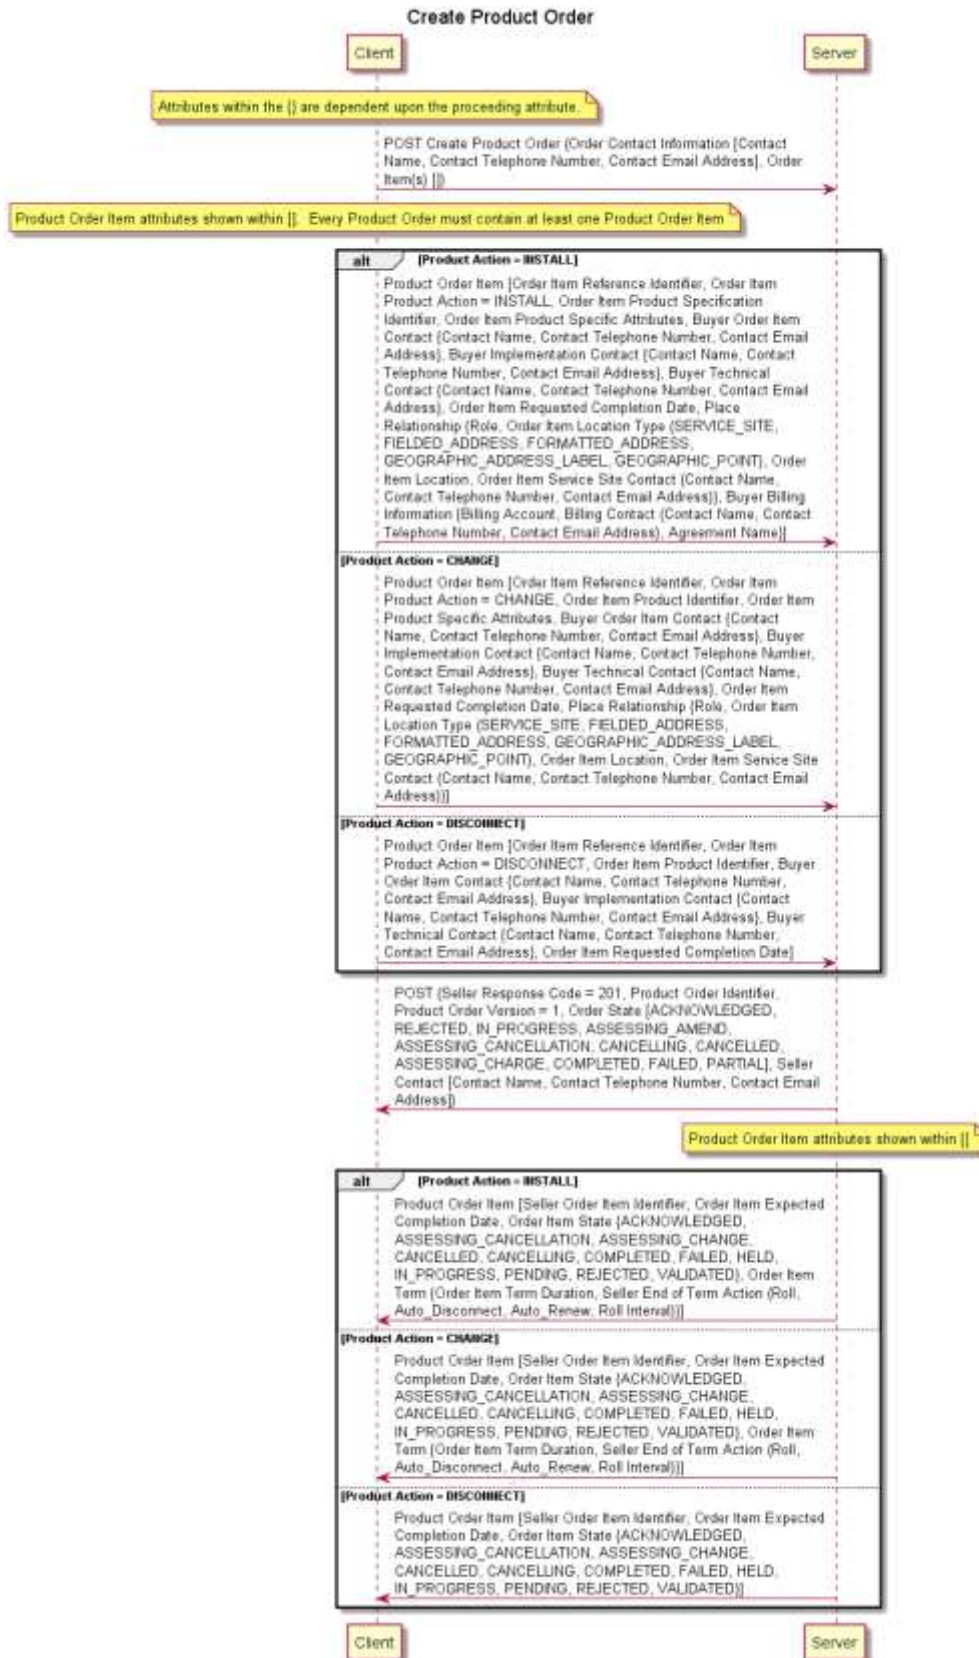 Create Product Order
Client
Server
Attributes within the {} are dependent upon the proceeding attribute.
POST Create Product Order (Order Contact Information [Contact
Name, Contact Telephone Number, Contact Email Address], Order
Item(s) [])
Product Order Item attributes shown within []. Every Product Order must contain at least one Product Order Item
alt
[Product Action = INSTALL]
Product Order Item [Order Item Reference Identifier, Order Item
Product Action = INSTALL, Order Item Product Specification
Identifier, Order Item Product Specific Attributes, Buyer Order Item
Contact {Contact Name, Contact Telephone Number, Contact Email
Address}, Buyer Implementation Contact {Contact Name, Contact
Telephone Number, Contact Email Address}, Buyer Technical
Contact {Contact Name, Contact Telephone Number, Contact Email
Address}, Order Item Requested Completion Date, Place
Relationship {Role, Order Item Location Type (SERVICE_SITE,
FIELDED_ADDRESS, FORMATTED_ADDRESS,
GEOGRAPHIC_ADDRESS_LABEL, GEOGRAPHIC_POINT), Order
Item Location, Order Item Service Site Contact (Contact Name,
Contact Telephone Number, Contact Email Address)}, Buyer Billing
Information {Billing Account, Billing Contact (Contact Name, Contact
Telephone Number, Contact Email Address), Agreement Name}]
[Product Action = CHANGE]
Product Order Item [Order Item Reference Identifier, Order Item
Product Action = CHANGE, Order Item Product Identifier, Order Item
Product Specific Attributes, Buyer Order Item Contact {Contact
Name, Contact Telephone Number, Contact Email Address}, Buyer
Implementation Contact {Contact Name, Contact Telephone Number,
Contact Email Address}, Buyer Technical Contact {Contact Name,
Contact Telephone Number, Contact Email Address}, Order Item
Requested Completion Date, Place Relationship {Role, Order Item
Location Type (SERVICE_SITE, FIELDED_ADDRESS,
FORMATTED_ADDRESS, GEOGRAPHIC_ADDRESS_LABEL,
GEOGRAPHIC_POINT), Order Item Location, Order Item Service Site
Contact (Contact Name, Contact Telephone Number, Contact Email
Address)}]
[Product Action = DISCONNECT]
Product Order Item [Order Item Reference Identifier, Order Item
Product Action = DISCONNECT, Order Item Product Identifier, Buyer
Order Item Contact {Contact Name, Contact Telephone Number,
Contact Email Address}, Buyer Implementation Contact {Contact
Name, Contact Telephone Number, Contact Email Address}, Buyer
Technical Contact {Contact Name, Contact Telephone Number,
Contact Email Address}, Order Item Requested Completion Date]
POST (Seller Response Code = 201, Product Order Identifier,
Product Order Version = 1, Order State [ACKNOWLEDGED,
REJECTED, IN_PROGRESS, ASSESSING_AMEND,
ASSESSING_CANCELLATION, CANCELLING, CANCELLED,
ASSESSING_CHARGE, COMPLETED, FAILED, PARTIAL], Seller
Contact [Contact Name, Contact Telephone Number, Contact Email
Address])
Product Order Item attributes shown within []
alt
[Product Action = INSTALL]
Product Order Item [Seller Order Item Identifier, Order Item Expected
Completion Date, Order Item State {ACKNOWLEDGED,
ASSESSING_CANCELLATION, ASSESSING_CHANGE,
CANCELLED, CANCELLING, COMPLETED, FAILED, HELD,
IN_PROGRESS, PENDING, REJECTED, VALIDATED}, Order Item
Term {Order Item Term Duration, Seller End of Term Action (Roll,
Auto_Disconnect, Auto_Renew, Roll Interval)}]
[Product Action = CHANGE]
Product Order Item [Seller Order Item Identifier, Order Item Expected
Completion Date, Order Item State {ACKNOWLEDGED,
ASSESSING_CANCELLATION, ASSESSING_CHANGE,
CANCELLED, CANCELLING, COMPLETED, FAILED, HELD,
IN_PROGRESS, PENDING, REJECTED, VALIDATED}, Order Item
Term {Order Item Term Duration, Seller End of Term Action (Roll,
Auto_Disconnect, Auto_Renew, Roll Interval)}]
[Product Action = DISCONNECT]
Product Order Item [Seller Order Item Identifier, Order Item Expected
Completion Date, Order Item State {ACKNOWLEDGED,
ASSESSING_CANCELLATION, ASSESSING_CHANGE,
CANCELLED, CANCELLING, COMPLETED, FAILED, HELD,
IN_PROGRESS, PENDING, REJECTED, VALIDATED}]
Client
Server